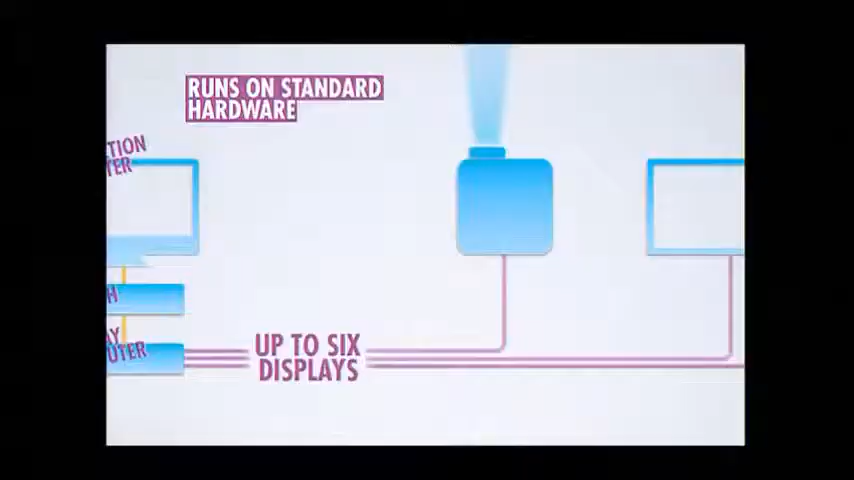 RUNS ON STANDARD
HARDWARE
UP TO SIX
DISPLAYS